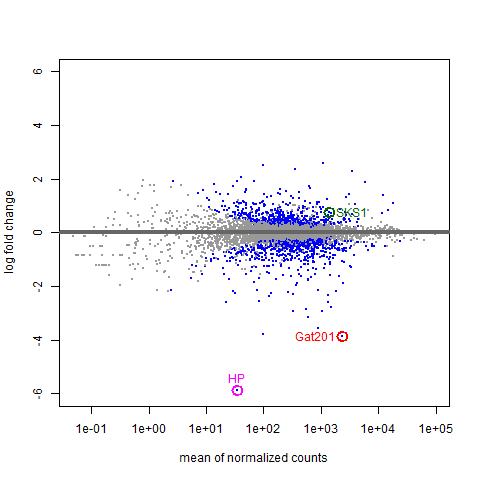 6
4
2
0
-2
-4
-6
log fold change
SKS1
Gat201
HP
1e-01 1e+00 1e+01 1e+02 1e+03 1e+04 1e+05
mean of normalized counts